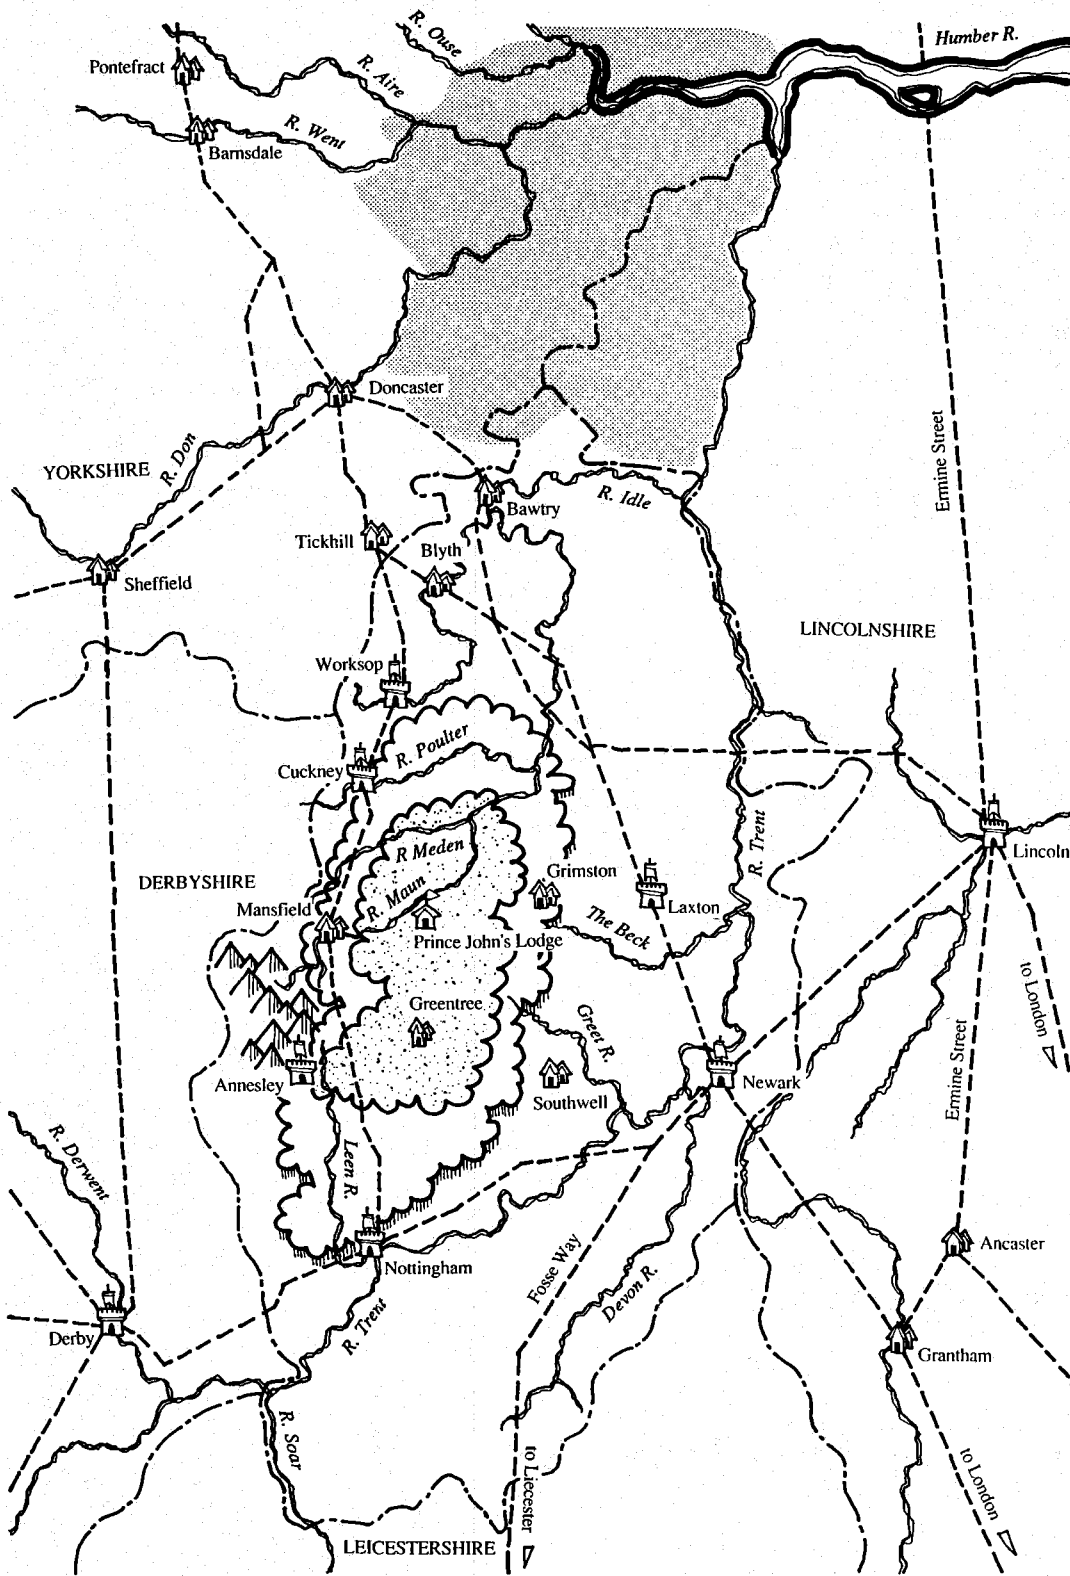 R. Ouse
Humber R.
Pontefract
R. Aire
R. Went
Barnsdale
Doncaster
Ermine Street
R. Don
YORKSHIRE
R. Idle
Bawtry
Tickhill
Blyth
Sheffield
LINCOLNSHIRE
Worksop
R. Poulter
Cuckney
R. Trent
R Meden
Lincoln
Grimston
DERBYSHIRE
R. Maun
Mansfield
Laxton
The Beck
Prince John's Lodge
to London
Greentree
Greet R.
Ermine Street
Annesley
Newark
Southwell
R. Derwent
Leen R.
Ancaster
Nottingham
Fosse Way
Devon R.
R. Trent
Derby
Grantham
R. Soar
to Liecester
to London
LEICESTERSHIRE